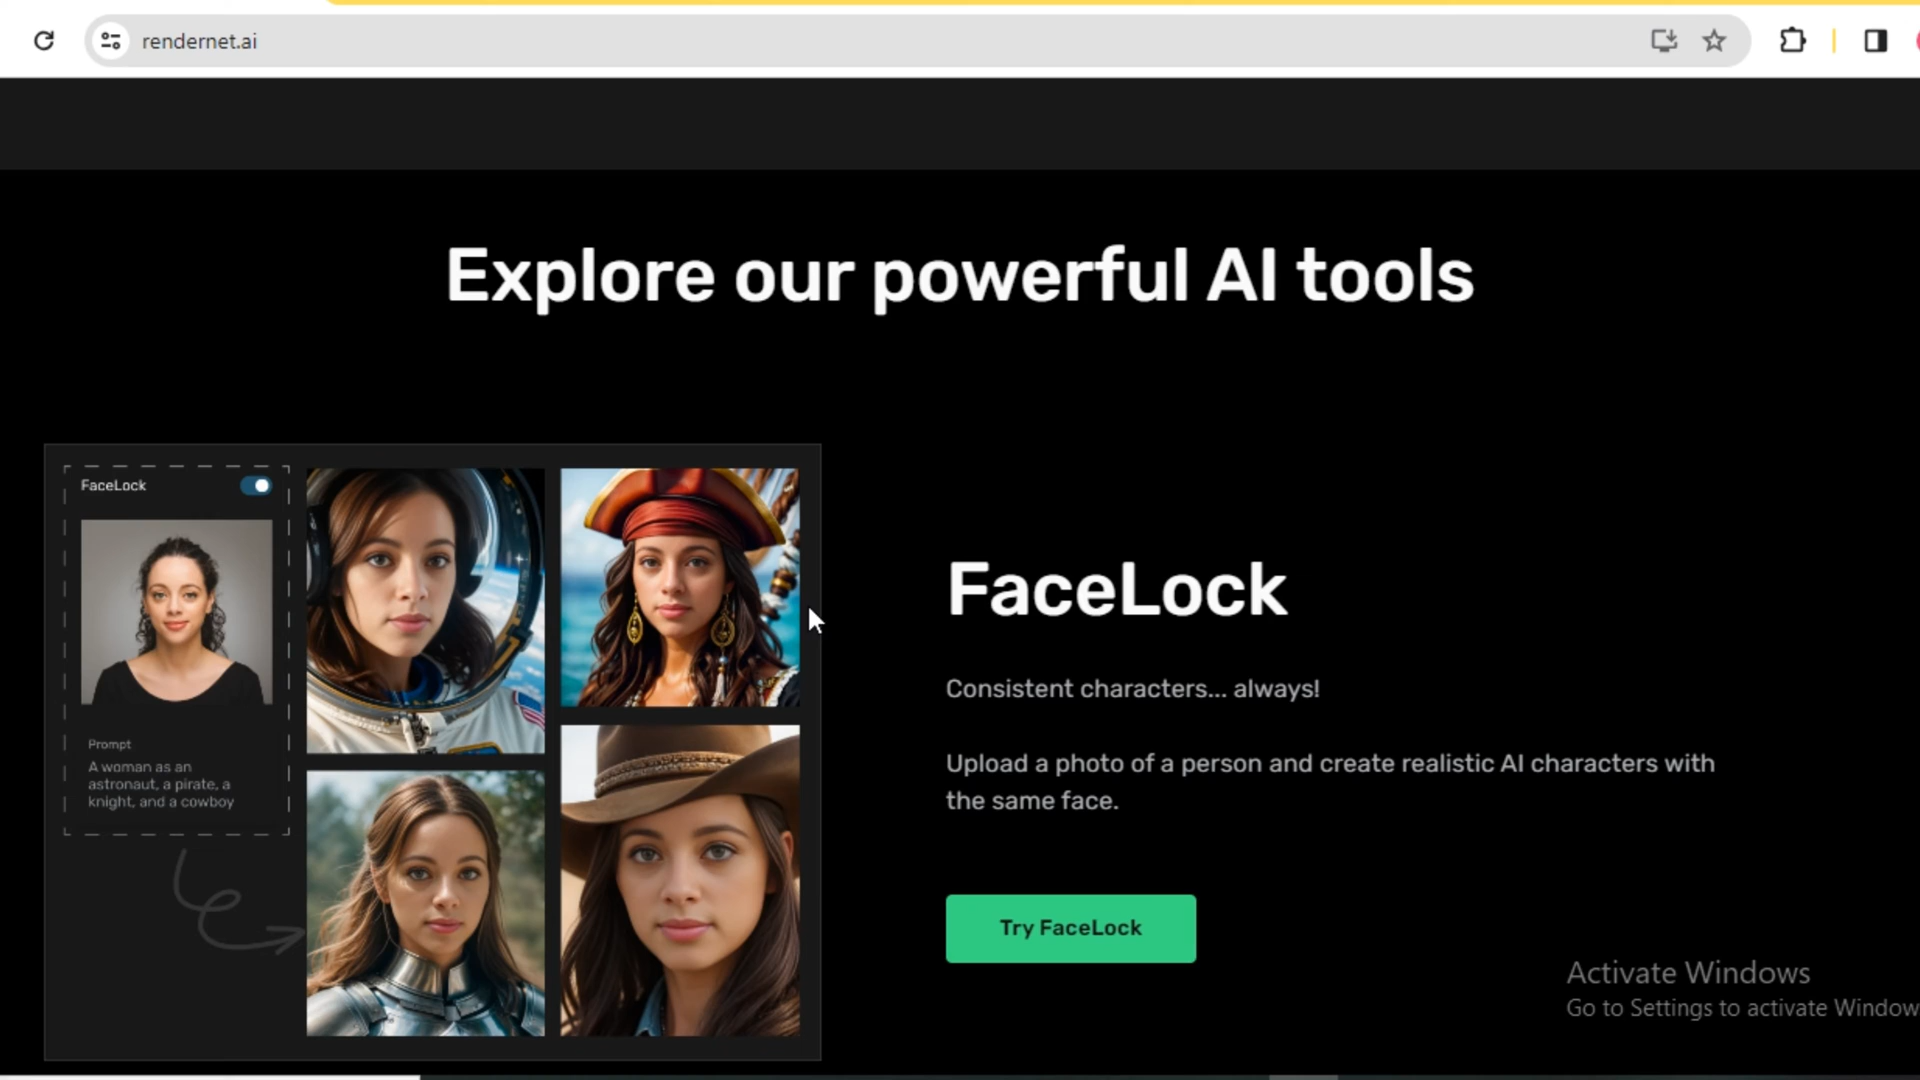 rendernet.ai
Explore our powerful AI tools
FaceLock
Prompt
A woman as an
astronaut, a pirate, a
knight, and a cowboy
FaceLock
Consistent characters... always!
Upload a photo of a person and create realistic AI characters with
the same face.
Try FaceLock
Activate Windows
Go to Settings to activate Window